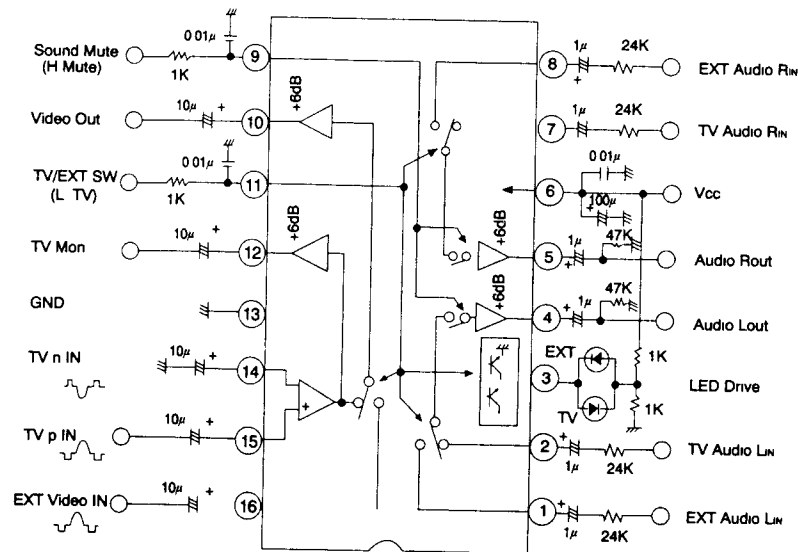 Sound Mute
(H Mute)
0 01μ
1K
9
Video Out
10μ
+
10
+6dB
TV/EXT SW
(L TV)
0 01μ
1K
11
TV Mon
10μ
+
12
+6dB
GND
13
TV n IN
10μ
+
14
TV p IN
10μ
+
15
+
EXT Video IN
10μ
+
16
8
1μ
+
24K
EXT Audio RIN
7
1μ
+
24K
TV Audio RIN
6
0 01μ
+
100μ
Vcc
+6dB
5
1μ
+
47K
Audio Rout
+6dB
4
1μ
+
47K
Audio Lout
3
EXT
TV
1K
1K
LED Drive
2
+
1μ
24K
TV Audio LIN
1
+
1μ
24K
EXT Audio LIN